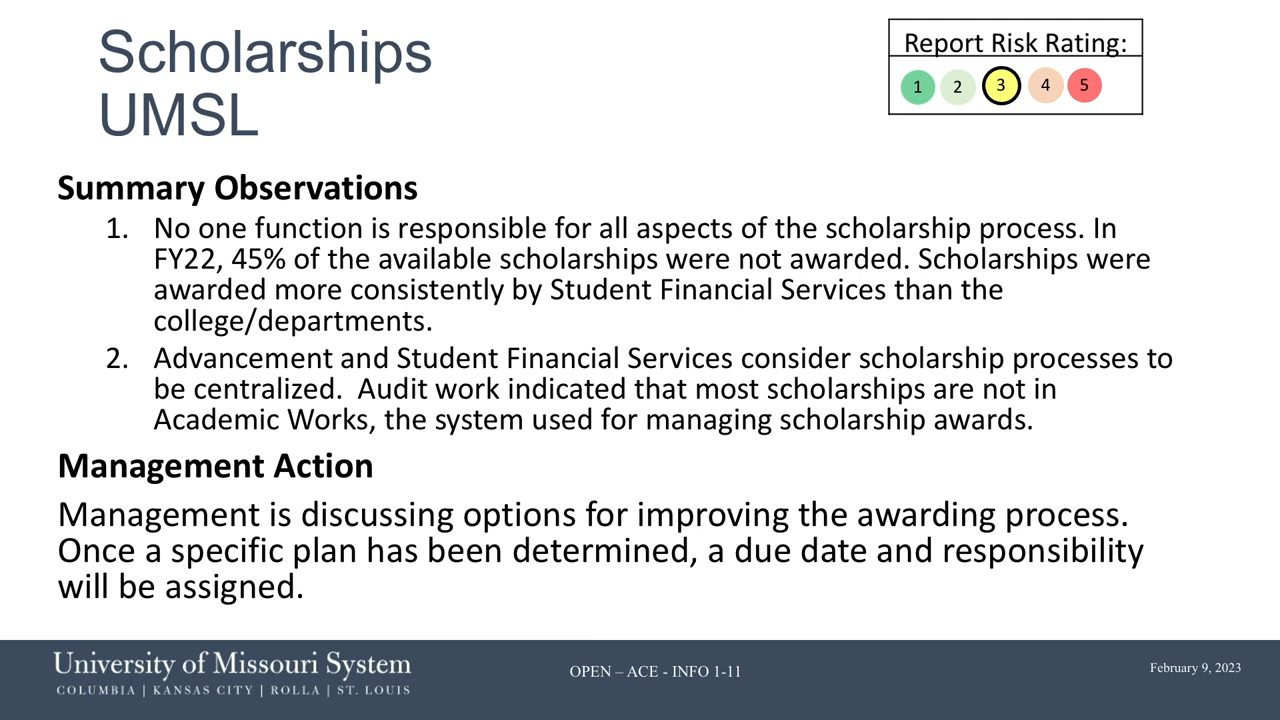 Scholarships
UMSL
Report Risk Rating:
1 2 3 4 5
Summary Observations
1. No one function is responsible for all aspects of the scholarship process. In
FY22, 45% of the available scholarships were not awarded. Scholarships were
awarded more consistently by Student Financial Services than the
college/departments.
2. Advancement and Student Financial Services consider scholarship processes to
be centralized.  Audit work indicated that most scholarships are not in
Academic Works, the system used for managing scholarship awards.
Management Action
Management is discussing options for improving the awarding process.
Once a specific plan has been determined, a due date and responsibility
will be assigned.
University of Missouri System
COLUMBIA | KANSAS CITY | ROLLA | ST. LOUIS
OPEN – ACE - INFO 1-11
February 9, 2023